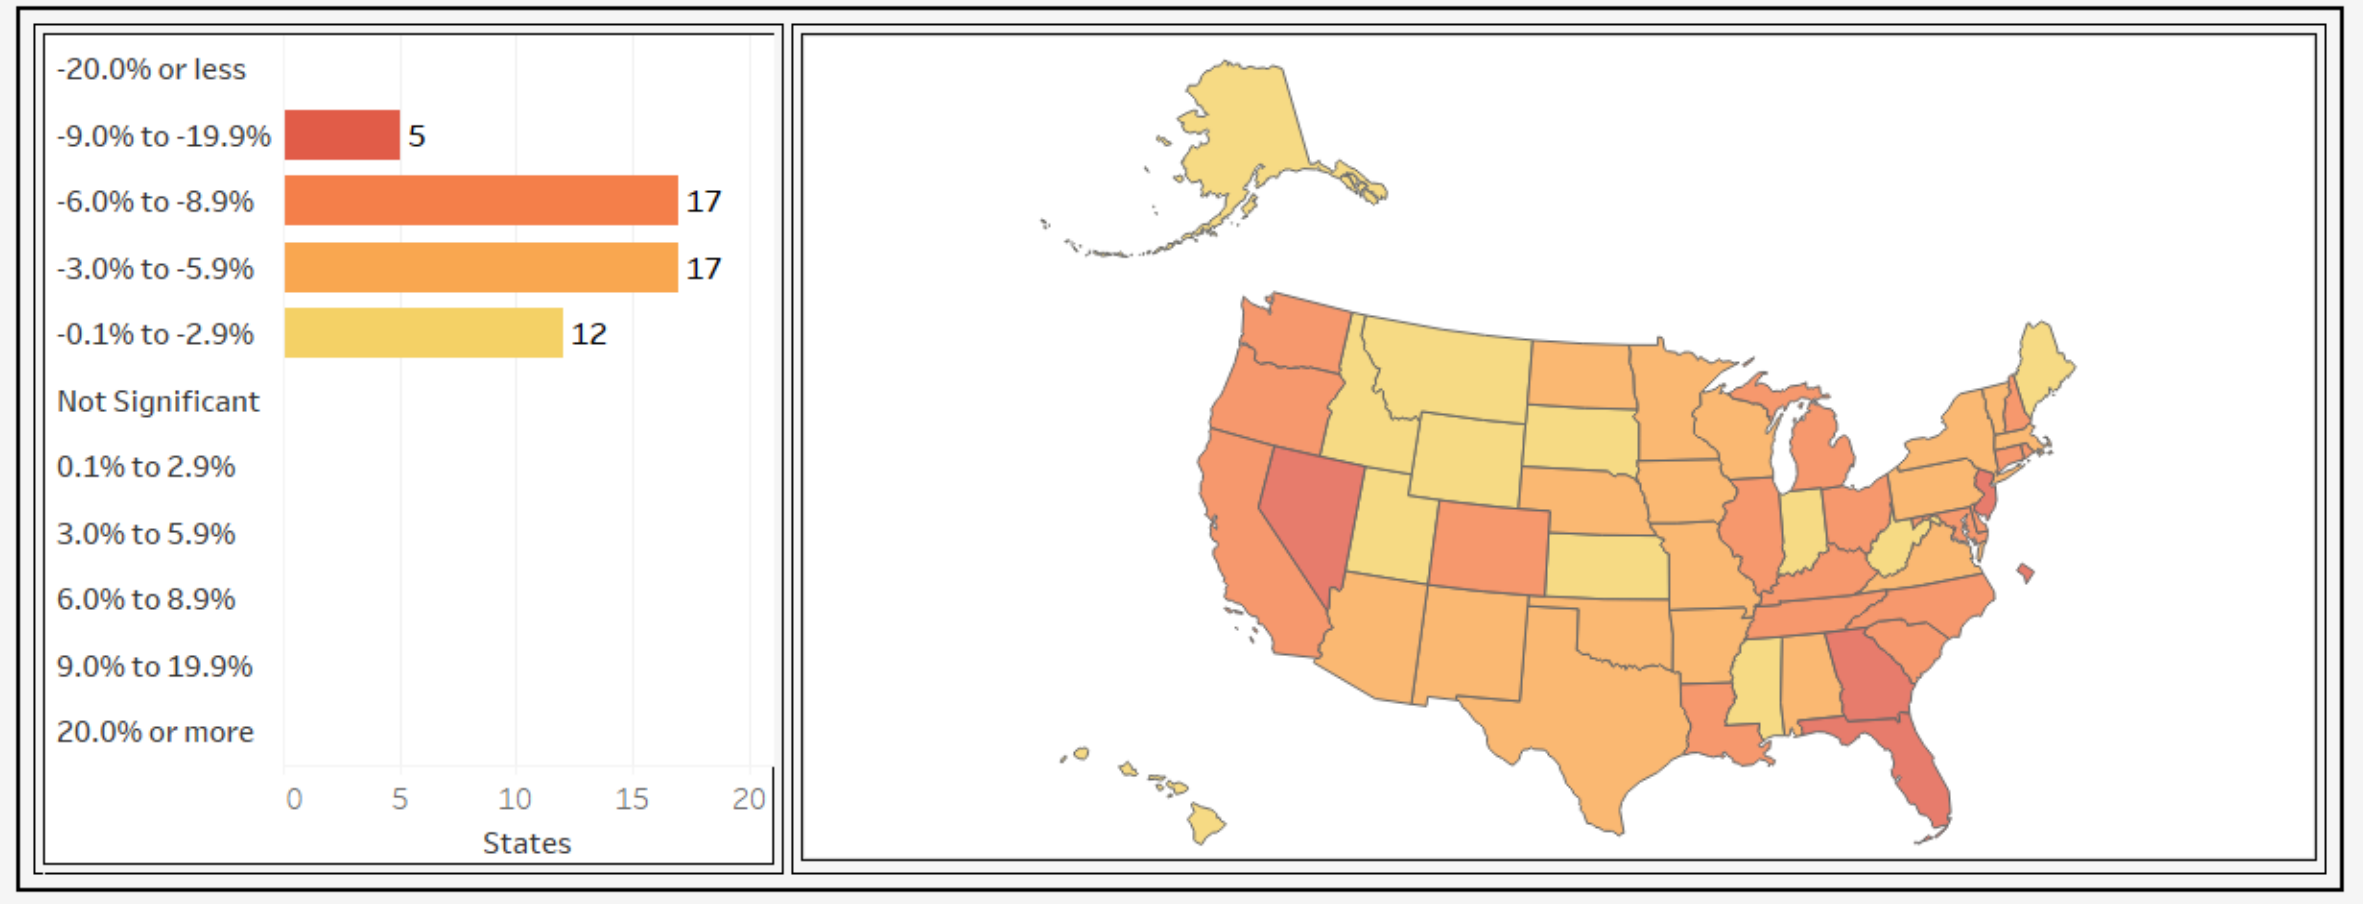 -20.0% or less
-9.0% to -19.9% 5
-6.0% to -8.9% 17
-3.0% to -5.9% 17
-0.1% to -2.9% 12
Not Significant
0.1% to 2.9%
3.0% to 5.9%
6.0% to 8.9%
9.0% to 19.9%
20.0% or more
0 5 10 15 20
States